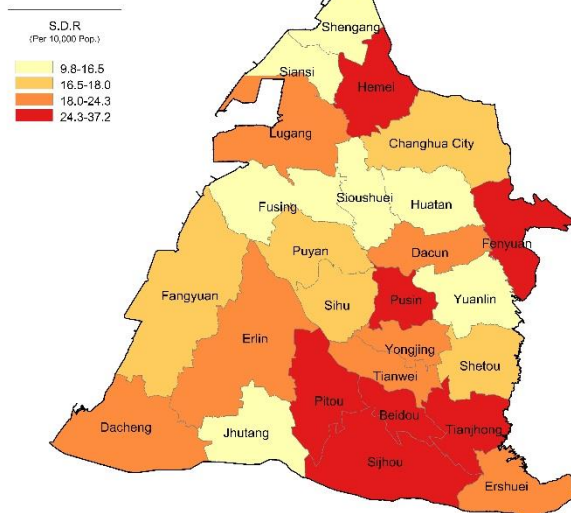 S.D.R
(Per 10,000 Pop.)
9.8-16.5
16.5-18.0
18.0-24.3
24.3-37.2
Shengang
Siansi
Hemei
Lugang
Changhua City
Sioushuei
Huatan
Fusing
Fenyuan
Puyan
Dacun
Fangyuan
Sihu
Pusin
Yuanlin
Erlin
Yongjing
Shetou
Tianwei
Pitou
Beidou
Dacheng
Jhutang
Tianjhong
Sijhou
Ershuei